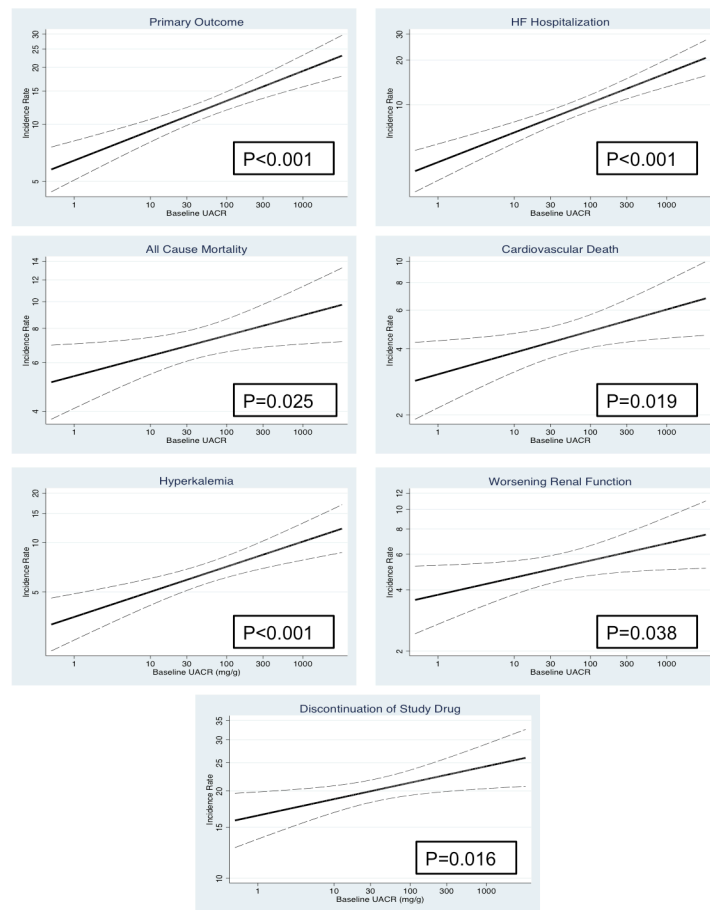 Primary Outcome
Incidence Rate
30
25
20
15
10
5
P<0.001
1 10 30 100 300 1000
Baseline UACR
HF Hospitalization
Incidence Rate
30
20
10
P<0.001
1 10 30 100 300 1000
Baseline UACR
All Cause Mortality
Incidence Rate
14
12
10
8
6
4
P=0.025
1 10 30 100 300 1000
Baseline UACR
Cardiovascular Death
Incidence Rate
10
8
6
4
2
P=0.019
1 10 30 100 300 1000
Baseline UACR
Hyperkalemia
Incidence Rate
20
15
10
5
P<0.001
1 10 30 100 300 1000
Baseline UACR (mg/g)
Worsening Renal Function
Incidence Rate
12
10
8
6
4
2
P=0.038
1 10 30 100 300 1000
Baseline UACR
Discontinuation of Study Drug
Incidence Rate
35
30
25
20
15
10
P=0.016
1 10 30 100 300 1000
Baseline UACR (mg/g)